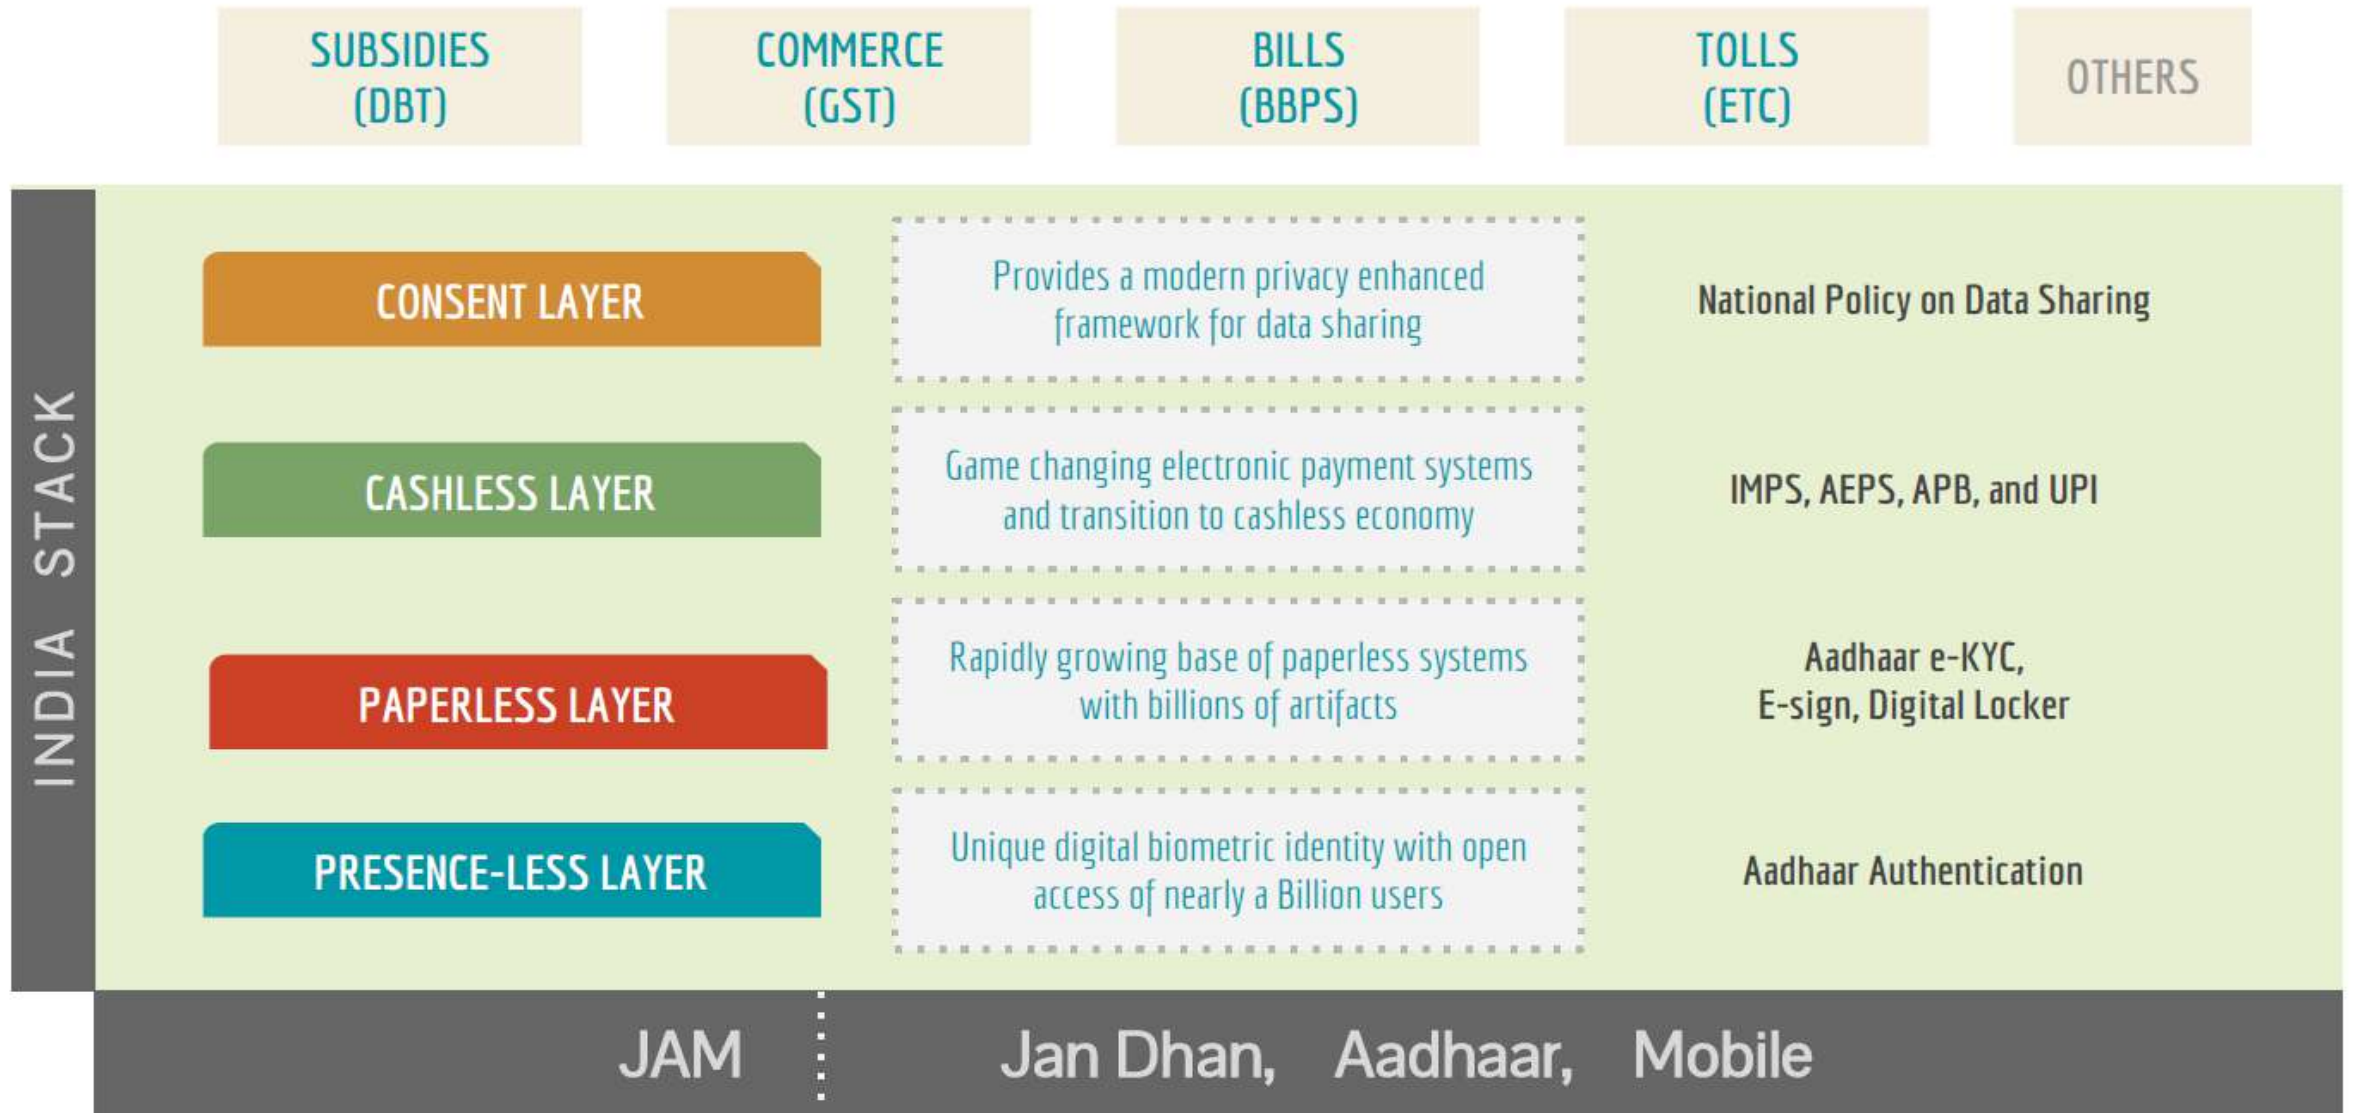 SUBSIDIES
(DBT)
COMMERCE
(GST)
BILLS
(BBPS)
TOLLS
(ETC)
OTHERS
INDIA STACK
CONSENT LAYER
Provides a modern privacy enhanced
framework for data sharing
National Policy on Data Sharing
CASHLESS LAYER
Game changing electronic payment systems
and transition to cashless economy
IMPS, AEPS, APB, and UPI
PAPERLESS LAYER
Rapidly growing base of paperless systems
with billions of artifacts
Aadhaar e-KYC,
E-sign, Digital Locker
PRESENCE-LESS LAYER
Unique digital biometric identity with open
access of nearly a Billion users
Aadhaar Authentication
JAM
Jan Dhan, Aadhaar, Mobile